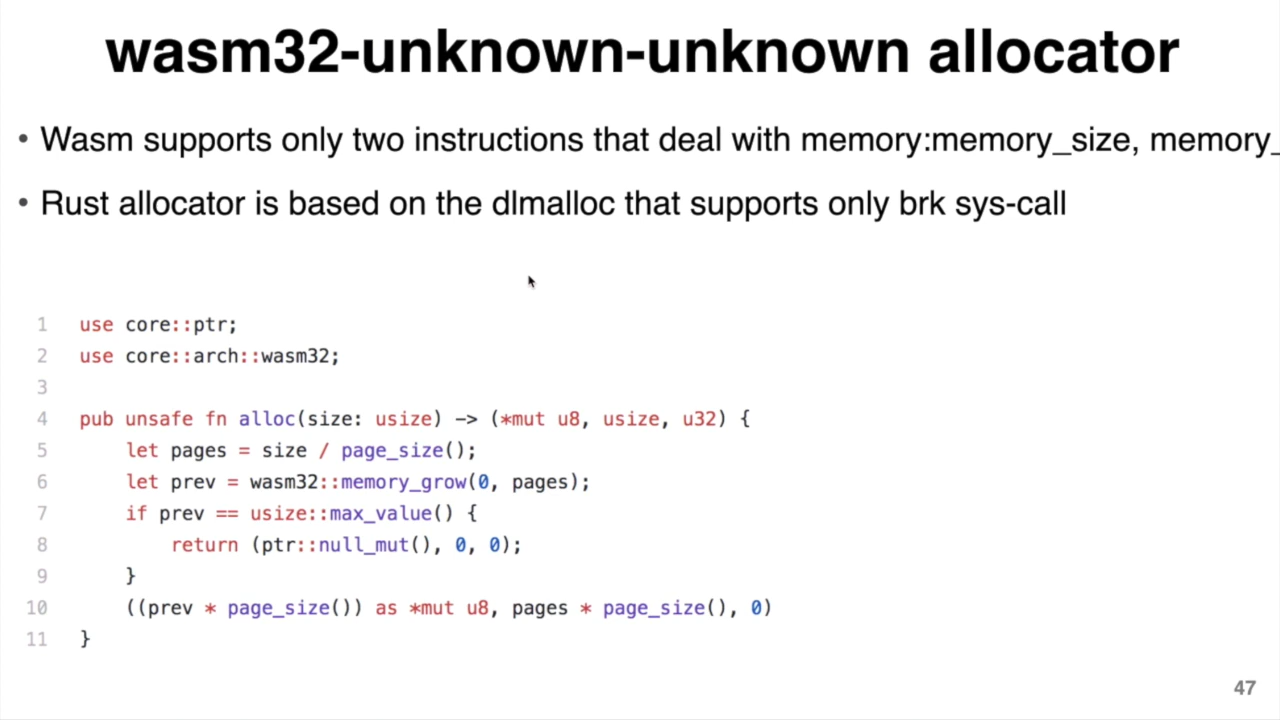 wasm32-unknown-unknown allocator
• Wasm supports only two instructions that deal with memory:memory_size, memory_
• Rust allocator is based on the dlmalloc that supports only brk sys-call
1 use core::ptr;
2 use core::arch::wasm32;
3
4 pub unsafe fn alloc(size: usize) -> (*mut u8, usize, u32) {
5 let pages = size / page_size();
6 let prev = wasm32::memory_grow(0, pages);
7 if prev == usize::max_value() {
8 return (ptr::null_mut(), 0, 0);
9 }
10 ((prev * page_size()) as *mut u8, pages * page_size(), 0)
11 }
47